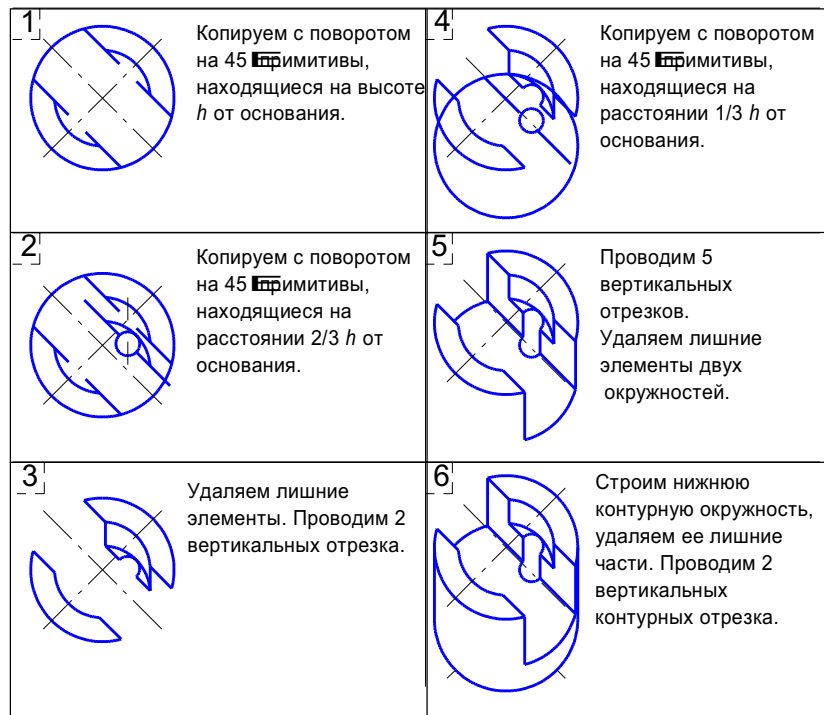 1
Копируем с поворотом
на 45 примитивы,
находящиеся на высоте
h от основания.
2
Копируем с поворотом
на 45 примитивы,
находящиеся на
расстоянии 2/3 h от
основания.
3
Удаляем лишние
элементы. Проводим 2
вертикальных отрезка.
4
Копируем с поворотом
на 45 примитивы,
находящиеся на
расстоянии 1/3 h от
основания.
5
Проводим 5
вертикальных
отрезков.
Удаляем лишние
элементы двух
окружностей.
6
Строим нижнюю
контурную окружность,
удаляем ее лишние
части. Проводим 2
вертикальных
контурных отрезка.